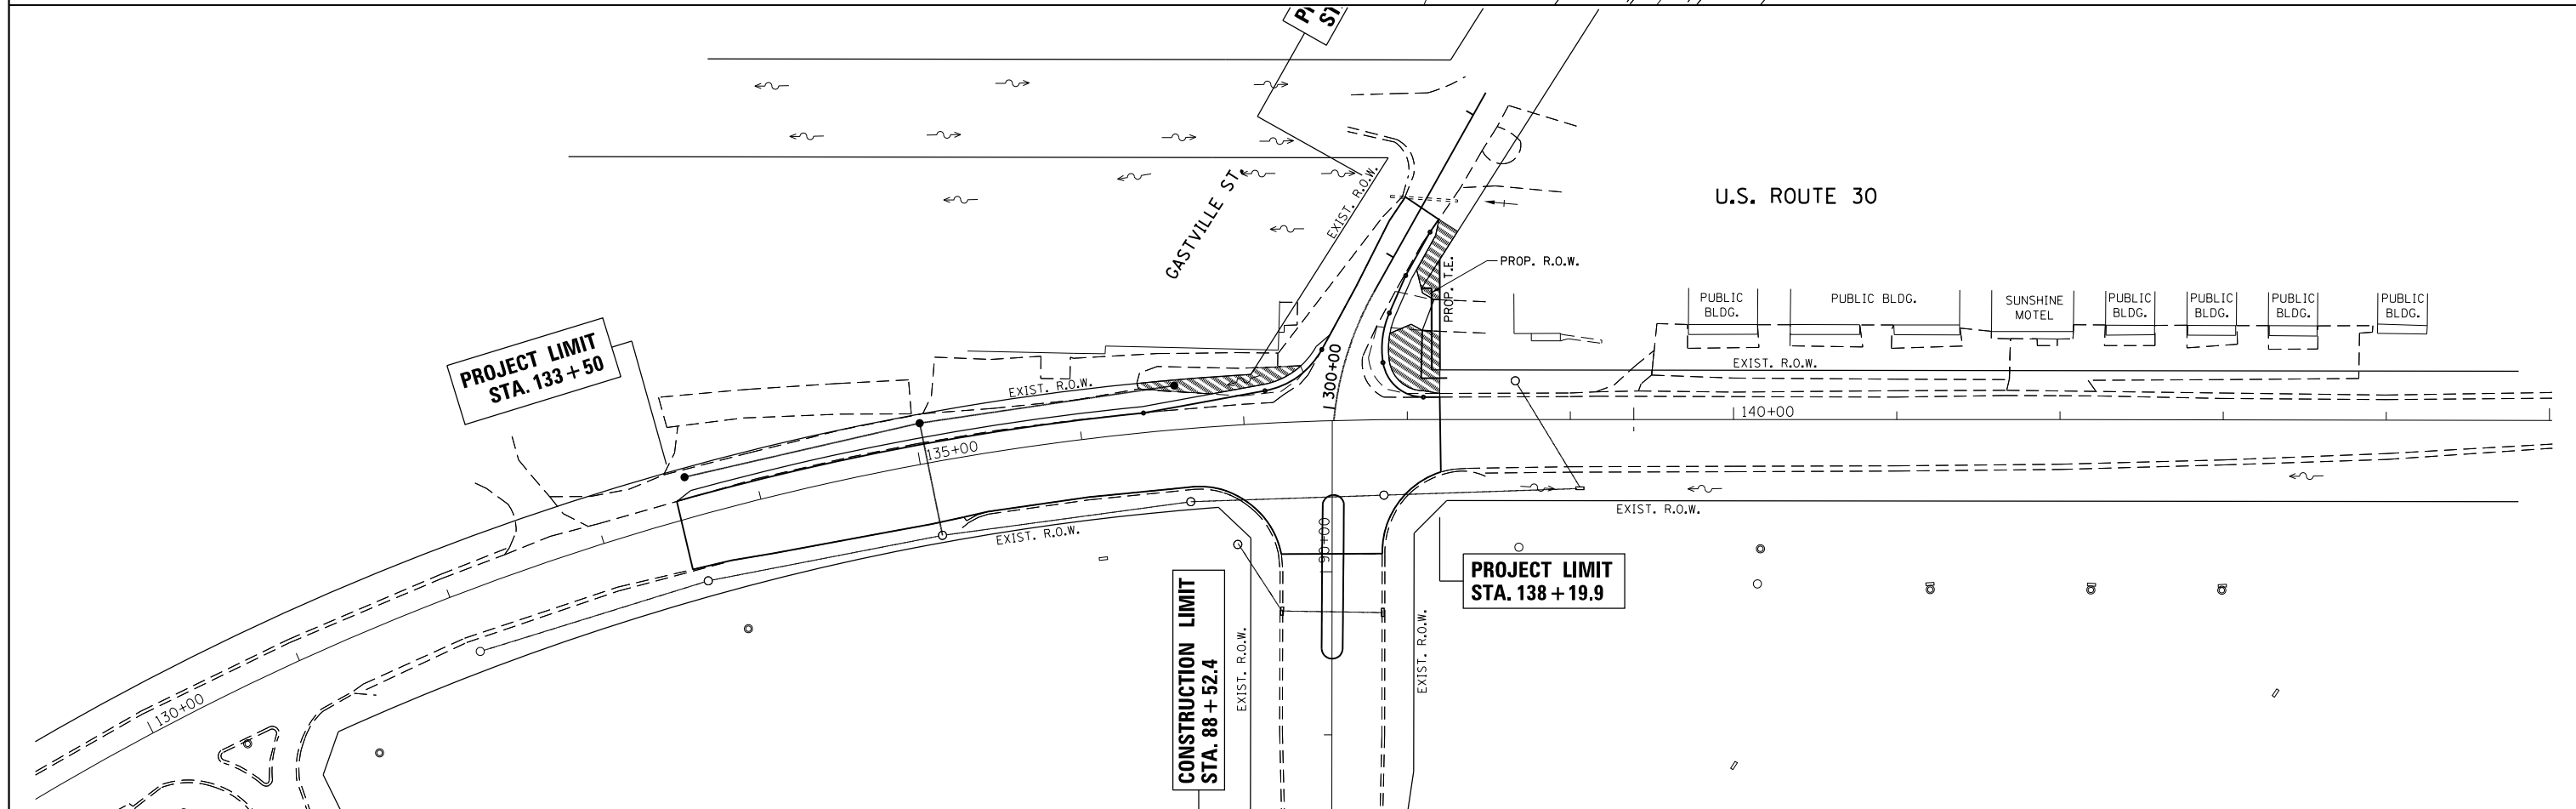 GASTVILLE ST.
EXIST. R.O.W.
U.S. ROUTE 30
PROP. R.O.W.
PROP. T.E.
PUBLIC
BLDG.
PUBLIC BLDG.
SUNSHINE
MOTEL
PUBLIC
BLDG.
PUBLIC
BLDG.
PUBLIC
BLDG.
PUBLIC
BLDG.
PROJECT LIMIT
STA. 133+50
EXIST. R.O.W.
300+00
EXIST. R.O.W.
140+00
135+00
EXIST. R.O.W.
90+00
EXIST. R.O.W.
PROJECT LIMIT
STA. 138+19.9
CONSTRUCTION LIMIT
STA. 88+52.4
EXIST. R.O.W.
EXIST. R.O.W.
130+00